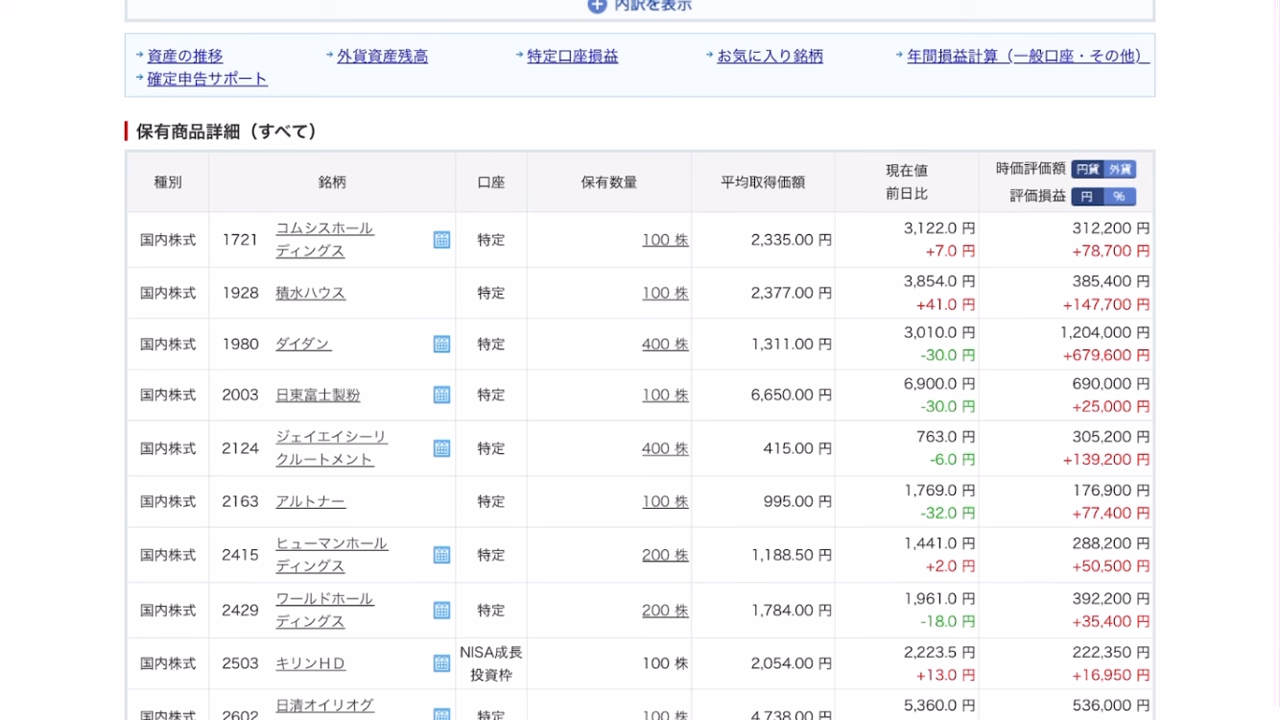 内訳を表示
資産の推移 外貨資産残高 特定口座損益 お気に入り銘柄 年間損益計算（一般口座・その他）
確定申告サポート
保有商品詳細（すべて）
種別 銘柄 口座 保有数量 平均取得価額 現在値 前日比 時価評価額 円貨 外貨 評価損益 円 %
国内株式 1721 コムシスホールディングス 特定 100 株 2,335.00 円 3,122.0 円 +7.0 円 312,200 円 +78,700 円
国内株式 1928 積水ハウス 特定 100 株 2,377.00 円 3,854.0 円 +41.0 円 385,400 円 +147,700 円
国内株式 1980 ダイダン 特定 400 株 1,311.00 円 3,010.0 円 -30.0 円 1,204,000 円 +679,600 円
国内株式 2003 日東富士製粉 特定 100 株 6,650.00 円 6,900.0 円 -30.0 円 690,000 円 +25,000 円
国内株式 2124 ジェイエイシーリクルートメント 特定 400 株 415.00 円 763.0 円 -6.0 円 305,200 円 +139,200 円
国内株式 2163 アルトナー 特定 100 株 995.00 円 1,769.0 円 -32.0 円 176,900 円 +77,400 円
国内株式 2415 ヒューマンホールディングス 特定 200 株 1,188.50 円 1,441.0 円 +2.0 円 288,200 円 +50,500 円
国内株式 2429 ワールドホールディングス 特定 200 株 1,784.00 円 1,961.0 円 -18.0 円 392,200 円 +35,400 円
国内株式 2503 キリンＨＤ NISA成長投資枠 100 株 2,054.00 円 2,223.5 円 +13.0 円 222,350 円 +16,950 円
国内株式 2602 日清オイリオグ 特定 100 株 4,738.00 円 5,360.0 円 536,000 円